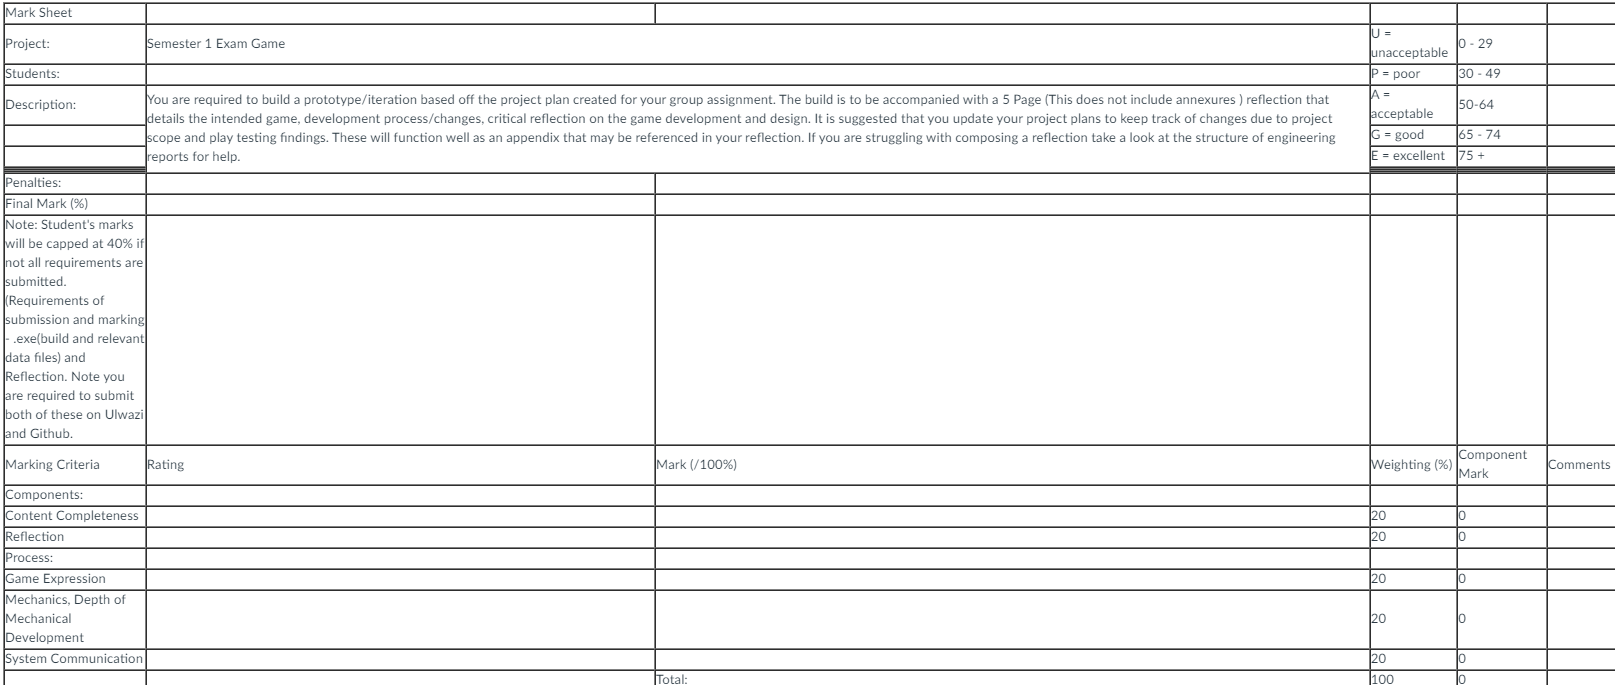 Mark Sheet
Project:
Semester 1 Exam Game
U =
unacceptable
0 - 29
Students:
P = poor
30 - 49
Description:
You are required to build a prototype/iteration based off the project plan created for your group assignment. The build is to be accompanied with a 5 Page (This does not include annexures ) reflection that
details the intended game, development process/changes, critical reflection on the game development and design. It is suggested that you update your project plans to keep track of changes due to project
scope and play testing findings. These will function well as an appendix that may be referenced in your reflection. If you are struggling with composing a reflection take a look at the structure of engineering
reports for help.
A =
acceptable
50-64
G = good
65 - 74
E = excellent
75 +
Penalties:
Final Mark (%)
Note: Student's marks
will be capped at 40% if
not all requirements are
submitted.
(Requirements of
submission and marking
- .exe(build and relevant
data files) and
Reflection. Note you
are required to submit
both of these on Ulwazi
and Github.
Marking Criteria
Rating
Mark (/100%)
Weighting (%)
Component
Mark
Comments
Components:
Content Completeness
20
0
Reflection
20
0
Process:
Game Expression
20
0
Mechanics, Depth of
Mechanical
Development
20
0
System Communication
20
0
Total:
100
0